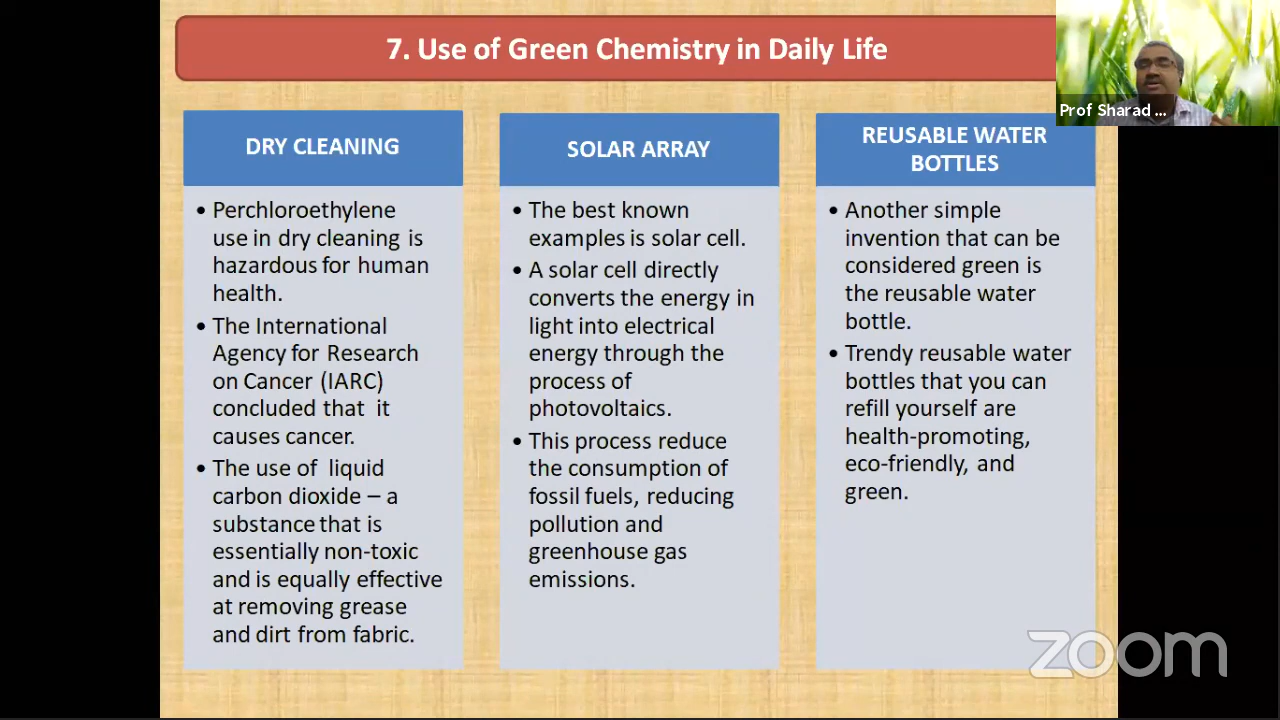 7. Use of Green Chemistry in Daily Life
Prof Sharad ...
DRY CLEANING
• Perchloroethylene
use in dry cleaning is
hazardous for human
health.
• The International
Agency for Research
on Cancer (IARC)
concluded that it
causes cancer.
• The use of liquid
carbon dioxide – a
substance that is
essentially non-toxic
and is equally effective
at removing grease
and dirt from fabric.
SOLAR ARRAY
• The best known
examples is solar cell.
• A solar cell directly
converts the energy in
light into electrical
energy through the
process of
photovoltaics.
• This process reduce
the consumption of
fossil fuels, reducing
pollution and
greenhouse gas
emissions.
REUSABLE WATER
BOTTLES
• Another simple
invention that can be
considered green is
the reusable water
bottle.
• Trendy reusable water
bottles that you can
refill yourself are
health-promoting,
eco-friendly, and
green.
zoom